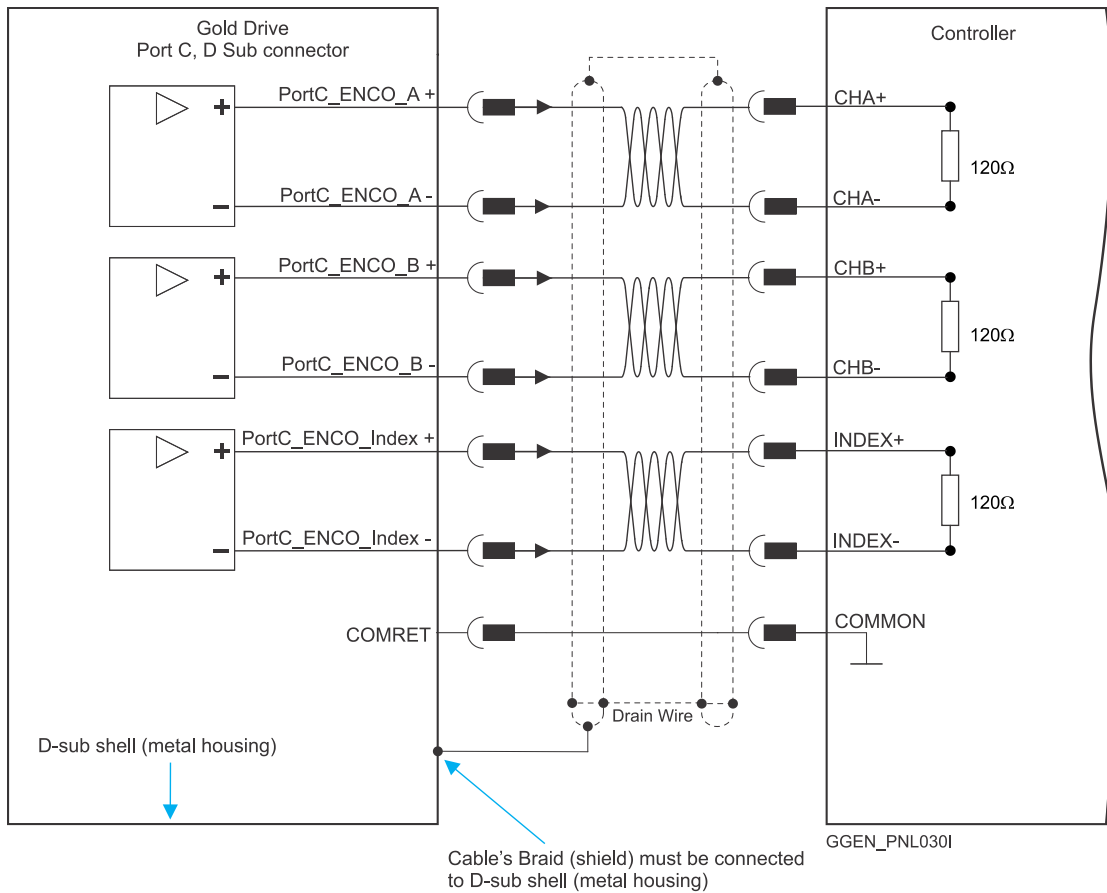 Gold Drive
Port C, D Sub connector
Controller
+
PortC_ENCO_A +
CHA+
120Ω
−
PortC_ENCO_A -
CHA-
+
PortC_ENCO_B +
CHB+
120Ω
−
PortC_ENCO_B -
CHB-
+
PortC_ENCO_Index +
INDEX+
120Ω
−
PortC_ENCO_Index -
INDEX-
COMRET
COMMON
Drain Wire
D-sub shell (metal housing)
GGEN_PNL030I
Cable's Braid (shield) must be connected
to D-sub shell (metal housing)